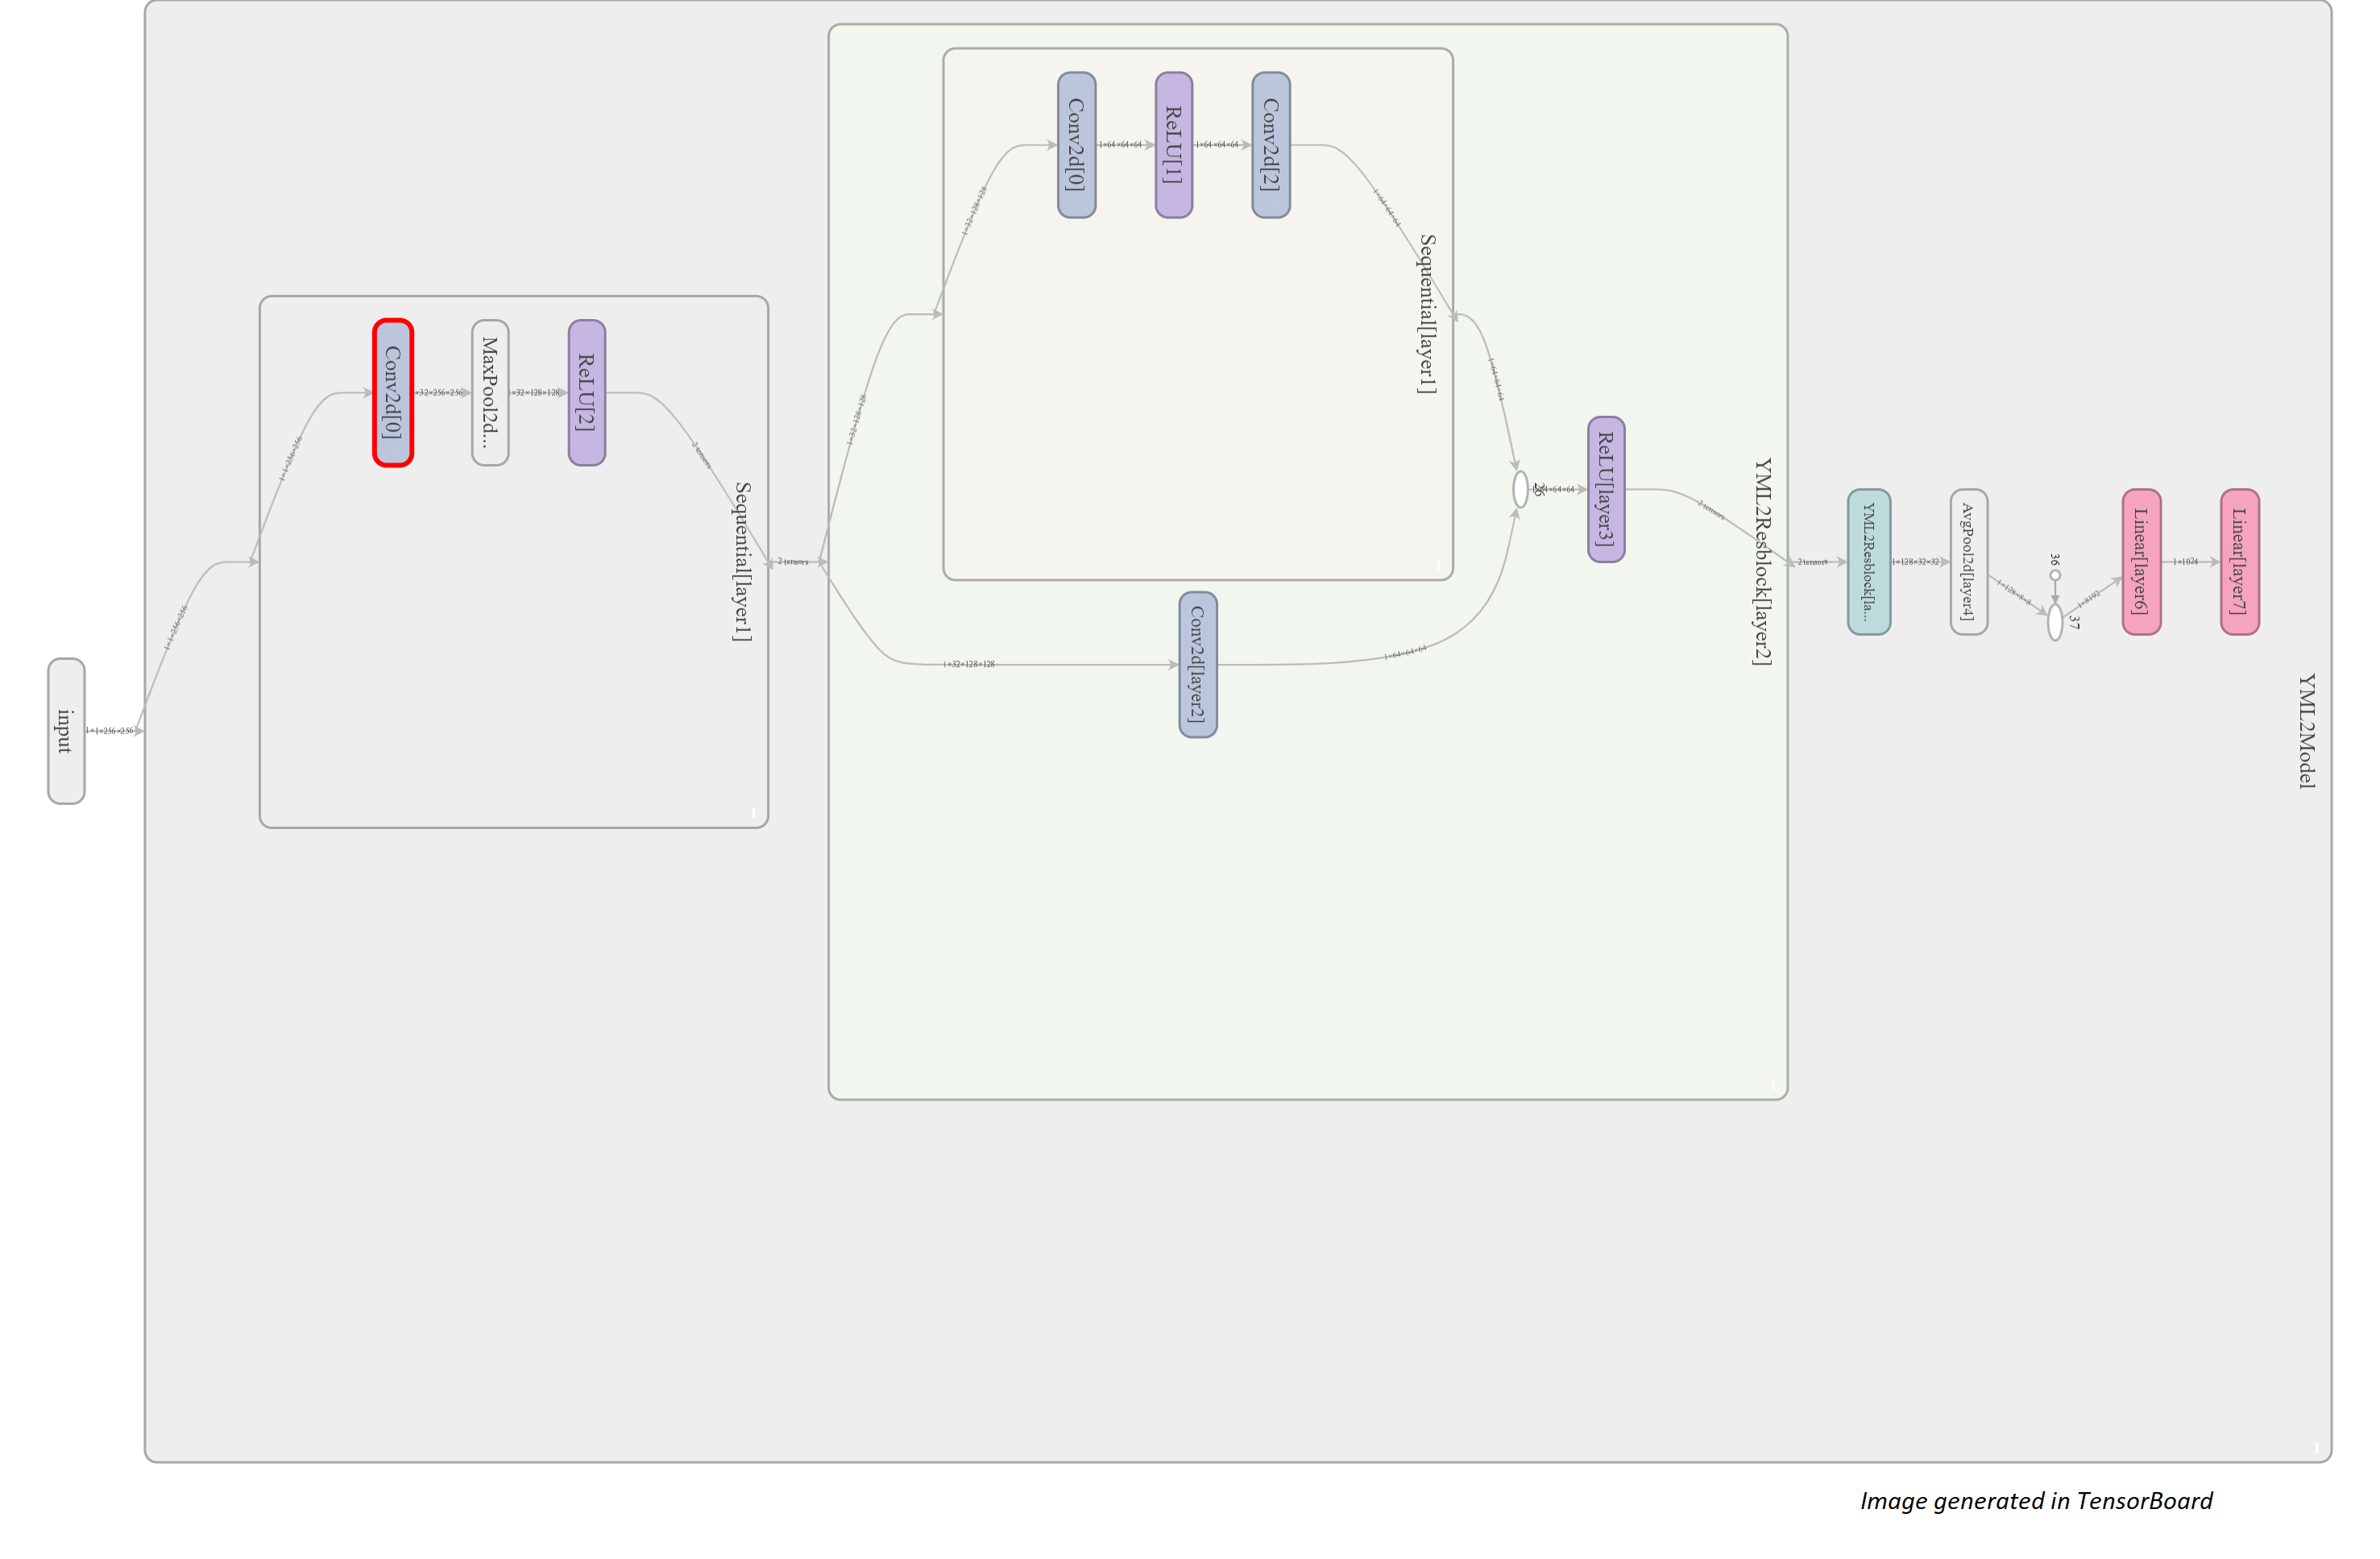 input
1×1×256×256
1×1×256×256
1×1×256×256
Conv2d[0]
×32×256×256
MaxPool2d...
1×32×128×128
ReLU[2]
2 tensors
Sequential[layer1]
2 tensors
1×32×128×128
1×32×128×128
Conv2d[0]
1×64×64×64
ReLU[1]
1×64×64×64
Conv2d[2]
1×64×64×64
Sequential[layer1]
1×64×64×64
1×32×128×128
Conv2d[layer2]
1×64×64×64
26
1×64×64×64
ReLU[layer3]
2 tensors
YML2Resblock[layer2]
2 tensors
YML2Resblock[la...
1×128×32×32
AvgPool2d[layer4]
1×128×8×8
36
37
1×8192
Linear[layer6]
1×1024
Linear[layer7]
YML2Model
Image generated in TensorBoard